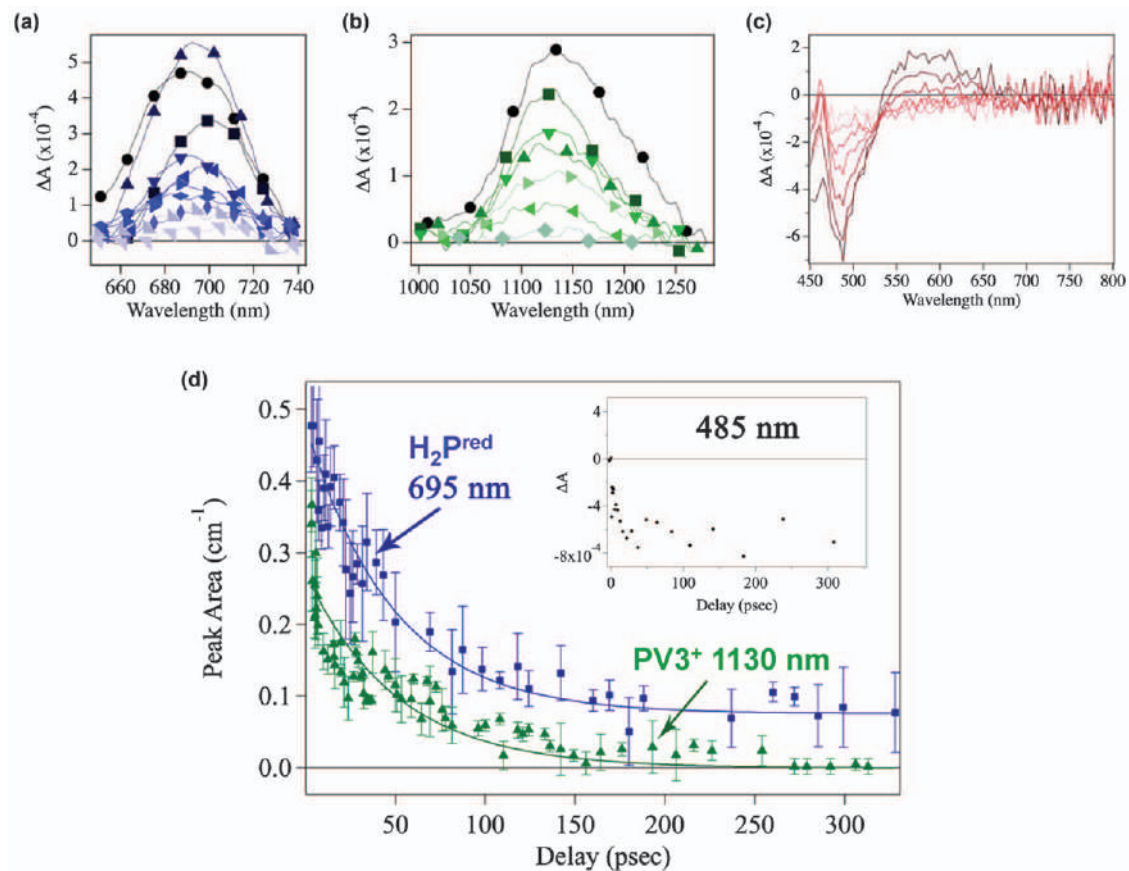 (a)
ΔA (x10⁻⁴)
5
4
3
2
1
0
660 680 700 720 740
Wavelength (nm)
(b)
ΔA (x10⁻⁴)
3
2
1
0
1000 1050 1100 1150 1200 1250
Wavelength (nm)
(c)
ΔA (x10⁻⁴)
2
0
-2
-4
-6
450 500 550 600 650 700 750 800
Wavelength (nm)
(d)
Peak Area (cm⁻¹)
0.5
0.4
0.3
0.2
0.1
0.0
50 100 150 200 250 300
Delay (psec)
H₂Pʳᵉᵈ
695 nm
PV3⁺ 1130 nm
485 nm
ΔA
4
0
-4
-8x10⁻⁴
0 100 200 300
Delay (psec)